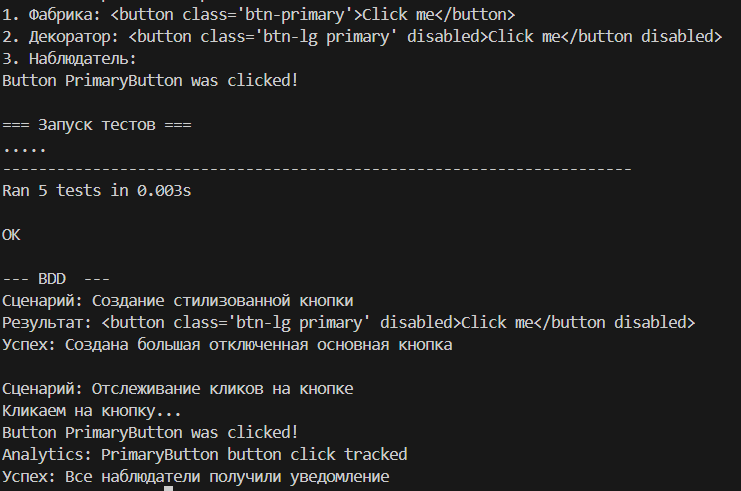 1. Фабрика: <button class='btn-primary'>Click me</button>
2. Декоратор: <button class='btn-lg primary' disabled>Click me</button disabled>
3. Наблюдатель:
Button PrimaryButton was clicked!
=== Запуск тестов ===
.....
----------------------------------------------------------------------
Ran 5 tests in 0.003s
OK
--- BDD  ---
Сценарий: Создание стилизованной кнопки
Результат: <button class='btn-lg primary' disabled>Click me</button disabled>
Успех: Создана большая отключенная основная кнопка
Сценарий: Отслеживание кликов на кнопке
Кликаем на кнопку...
Button PrimaryButton was clicked!
Analytics: PrimaryButton button click tracked
Успех: Все наблюдатели получили уведомление